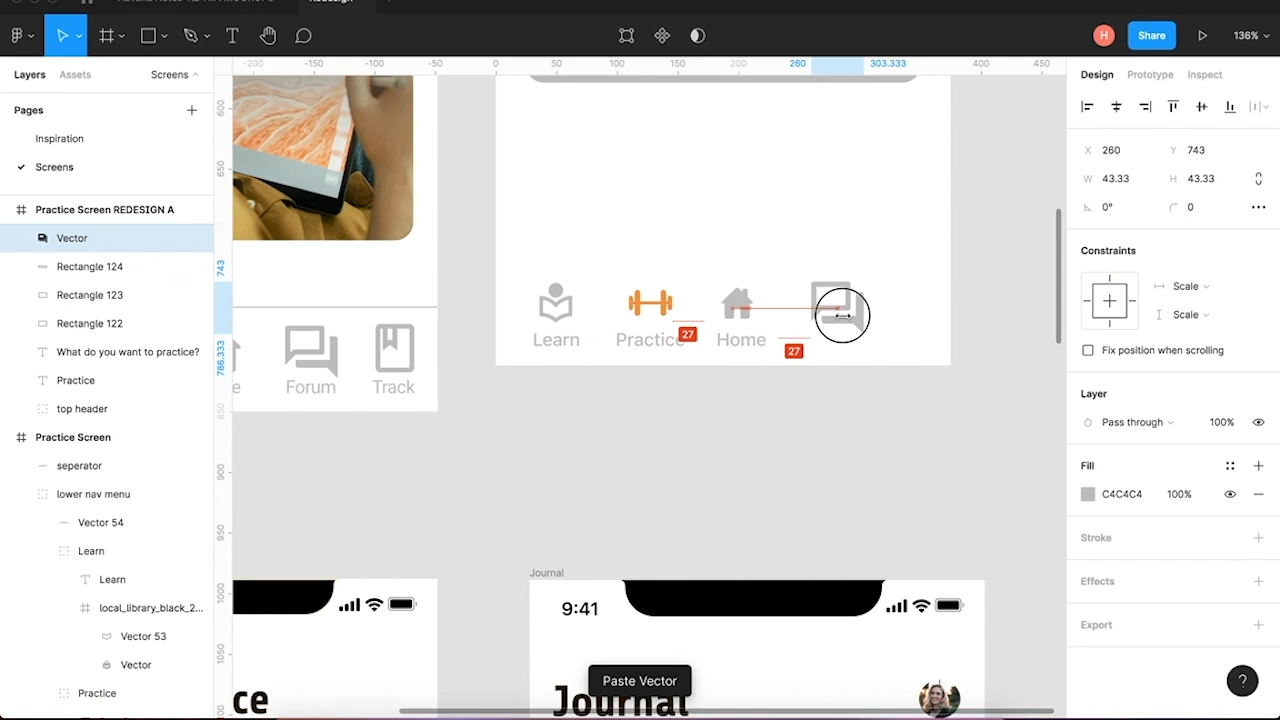 Share
136%
Layers
Assets
Screens
-200
-150
-100
-50
0
50
100
150
200
260
303.333
400
450
Design
Prototype
Inspect
Pages
Inspiration
Screens
Practice Screen REDESIGN A
Vector
Rectangle 124
Rectangle 123
Rectangle 122
What do you want to practice?
Practice
top header
Practice Screen
seperator
lower nav menu
Vector 54
Learn
Learn
local_library_black_2...
Vector 53
Vector
Practice
600
650
743
786.333
850
900
950
1000
1050
e
Forum
Track
Learn
Practice
Home
27
27
Journal
9:41
ce
Journal
Paste Vector
X 260
Y 743
W 43.33
H 43.33
0°
0
Constraints
Scale
Scale
Fix position when scrolling
Layer
Pass through
100%
Fill
C4C4C4
100%
Stroke
Effects
Export
H
?